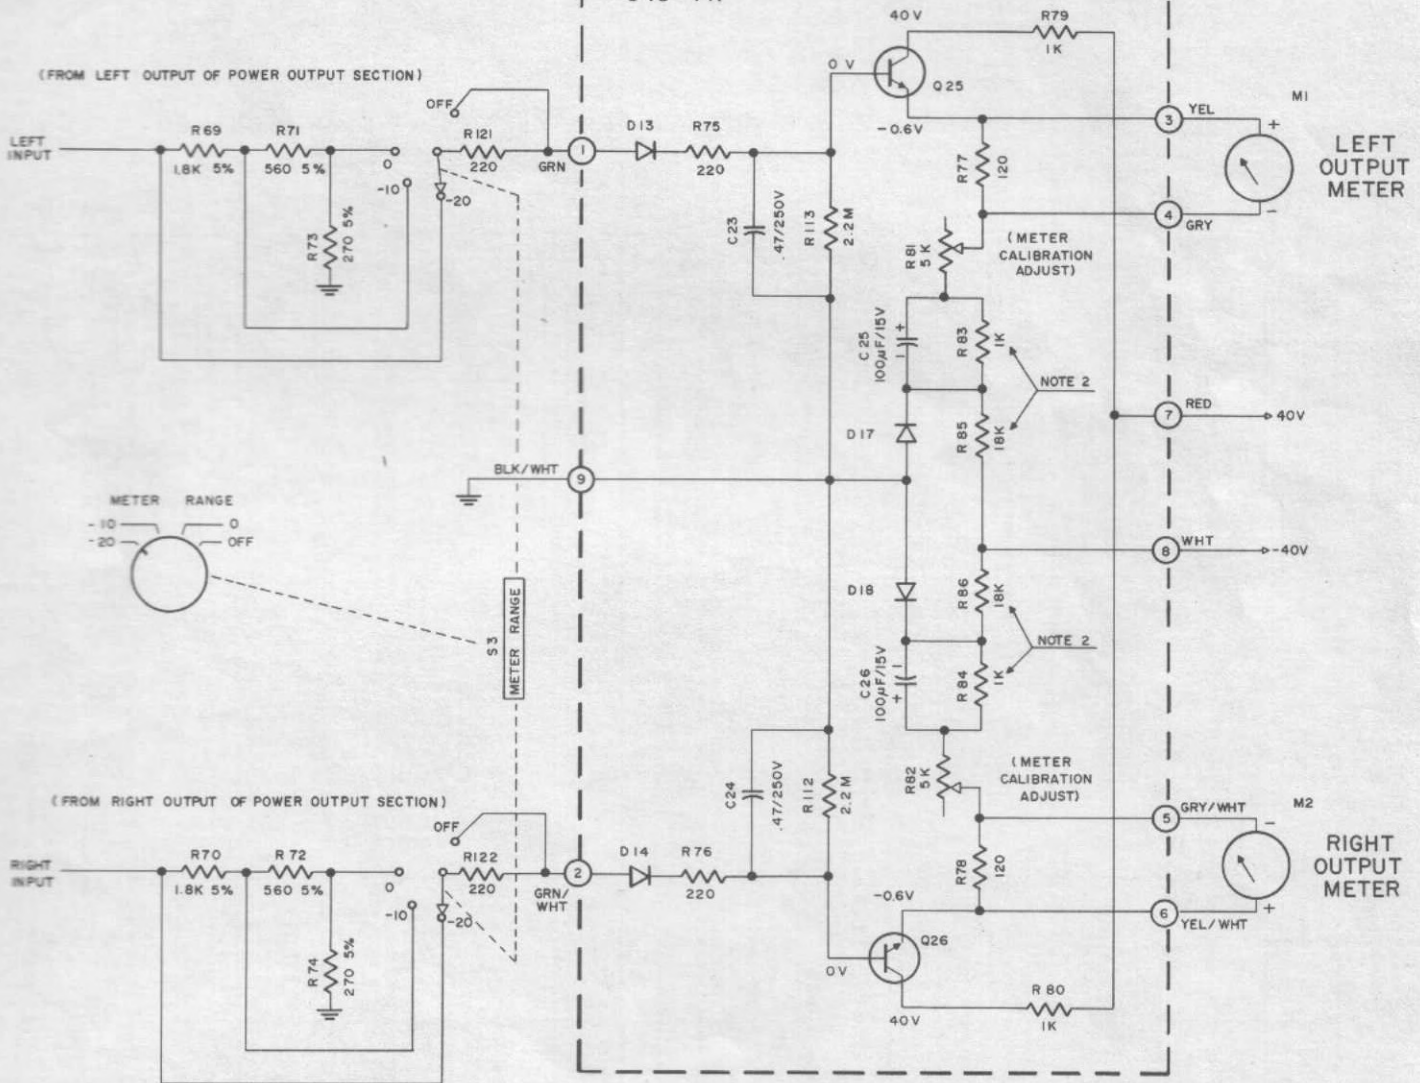 40V
R79
1K
(FROM LEFT OUTPUT OF POWER OUTPUT SECTION)
0 V
Q25
OFF
M1
LEFT INPUT
R69
1.8K 5%
R71
560 5%
0
-10
-20
R121
220
GRN
1
D13
R75
220
-0.6V
3
YEL
+
LEFT
OUTPUT
METER
R77
120
R73
270 5%
C23
.47/250V
R113
2.2M
4
GRY
-
R81
5K
(METER
CALIBRATION
ADJUST)
C25
100µF/15V
+
-
R83
1K
NOTE 2
RED
7
40V
D17
R85
18K
BLK/WHT
9
METER RANGE
-10
0
-20
OFF
WHT
8
-40V
S3
METER RANGE
D18
R86
18K
NOTE 2
C26
100µF/15V
-
+
R84
1K
C24
.47/250V
R112
2.2M
R82
5K
(METER
CALIBRATION
ADJUST)
(FROM RIGHT OUTPUT OF POWER OUTPUT SECTION)
GRY/WHT
5
-
M2
OFF
RIGHT
INPUT
R70
1.8K 5%
R72
560 5%
0
-10
-20
R122
220
GRN/
WHT
2
D14
R76
220
R78
120
RIGHT
OUTPUT
METER
-0.6V
6
YEL/WHT
+
R74
270 5%
Q26
0V
R80
1K
40V